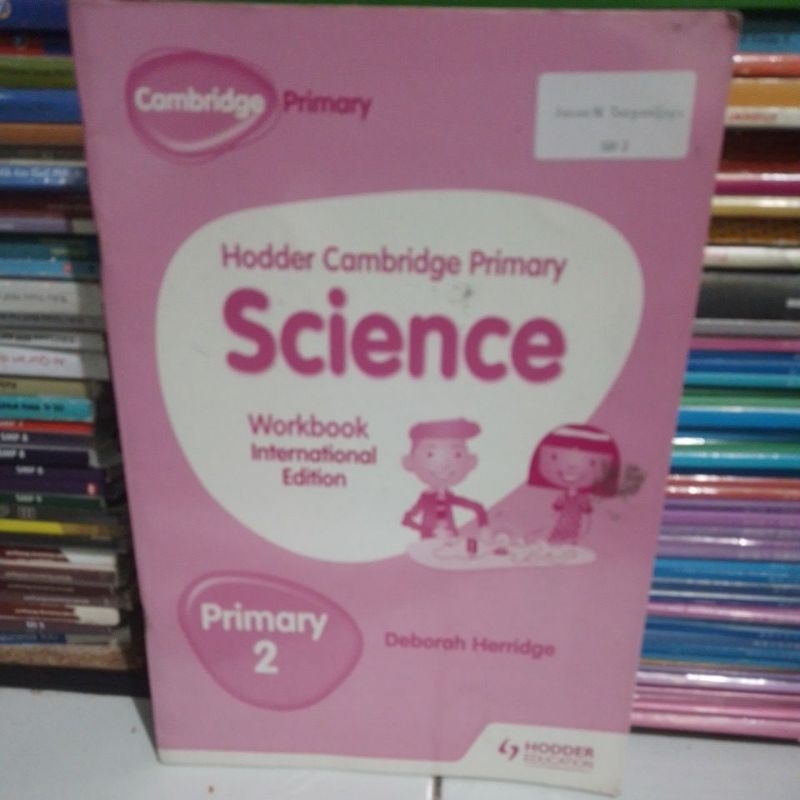 Cambridge Primary
Hodder Cambridge Primary
Science
Workbook
International
Edition
Primary
2
Deborah Herridge
HODDER
EDUCATION